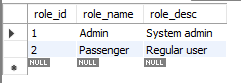 role_id role_name role_desc
1 Admin System admin
2 Passenger Regular user
NULL NULL NULL